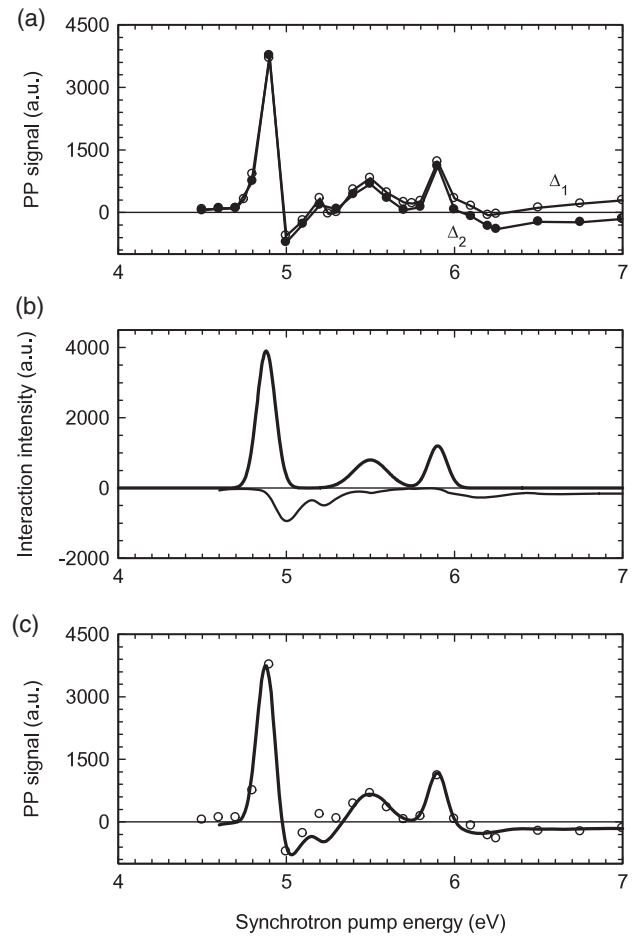 (a)
4500
3000
1500
0
PP signal (a.u.)
Δ1
Δ2
4 5 6 7
(b)
4000
2000
0
-2000
Interaction intensity (a.u.)
4 5 6 7
(c)
4500
3000
1500
0
PP signal (a.u.)
4 5 6 7
Synchrotron pump energy (eV)